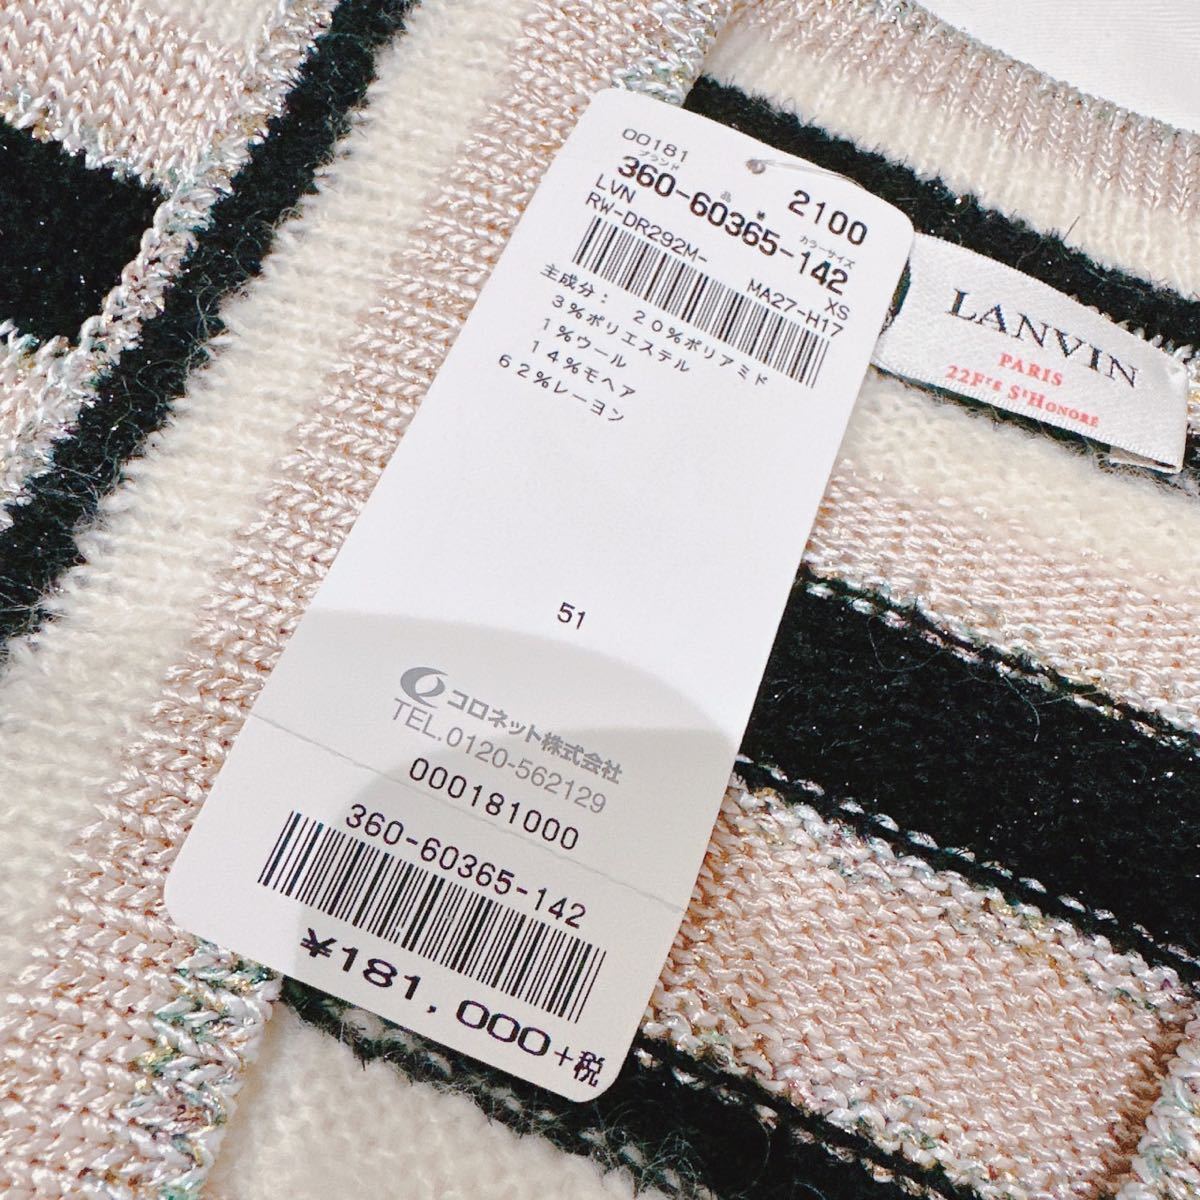 00181 2100
ブランド 品番 カラーサイズ
360-60365-142
LVN XS
RW-DR292M- MA27-H17
主成分: 20%ポリアミド
3%ポリエステル
1%ウール
14%モヘア
62%レーヨン
51
コロネット株式会社
TEL.0120-562129
000181000
360-60365-142
¥181,000+税
LANVIN
PARIS
22Fᴿᴱ Sᵀ HONORÉ